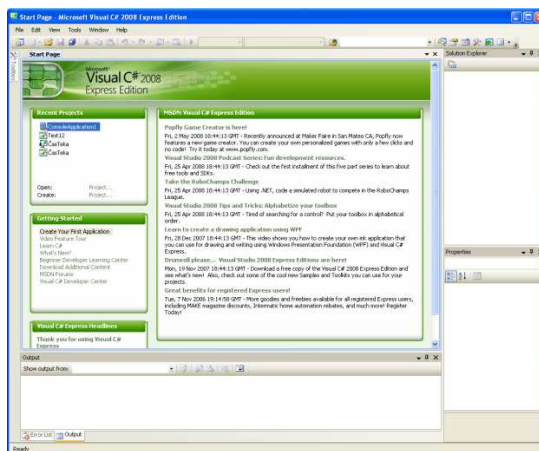 Start Page - Microsoft Visual C# 2008 Express Edition
File Edit View Tools Window Help
Start Page
Solution Explorer
Toolbox
Microsoft
Visual C# 2008
Express Edition
Recent Projects
ConsoleApplication1
Test12
CasTeka
CasTeka
Open: Project...
Create: Project...
Getting Started
Create Your First Application
Video Feature Tour
Learn C#
What's New?
Beginner Developer Learning Center
Download Additional Content
MSDN Forums
Visual C# Developer Center
Visual C# Express Headlines
Thank you for using Visual C#
Express
MSDN: Visual C# Express Edition
Popfly Game Creator is here!
Fri, 2 May 2008 18:44:13 GMT - Recently announced at Maker Faire in San Mateo CA, Popfly now
features a new game creator. You can create your own personalized games with only a few clicks and
no code! Try it today at www.popfly.com.
Visual Studio 2008 Podcast Series: Fun development resources.
Fri, 25 Apr 2008 18:44:13 GMT - Check out the first installment of this five part series to learn about
free tools and SDKs.
Take the RoboChamps Challenge
Fri, 25 Apr 2008 18:44:13 GMT - Using .NET, code a simulated robot to compete in the RoboChamps
League.
Visual Studio 2008 Tips and Tricks: Alphabetize your toolbox
Fri, 25 Apr 2008 18:44:13 GMT - Tired of searching for a control? Put your toolbox in alphabetical
order.
Learn to create a drawing application using WPF
Fri, 28 Dec 2007 18:44:13 GMT - This video shows you how to create your own ink application that
you can use for drawing and writing using Windows Presentation Foundation (WPF) and Visual C#
Express.
Drumroll please... Visual Studio 2008 Express Editions are here!
Mon, 19 Nov 2007 18:44:13 GMT - Download a free copy of the Visual C# 2008 Express Edition and
see what's new! Also, check out some of the cool new Samples and Toolkits you can use for your
projects.
Great benefits for registered Express users!
Tue, 7 Nov 2006 19:14:58 GMT - More goodies and freebies available for all registered Express users,
including MAKE magazine discounts, Intermatic home automation rebates, and much more! Register
Today!
Properties
Output
Show output from:
Error List
Output
Ready